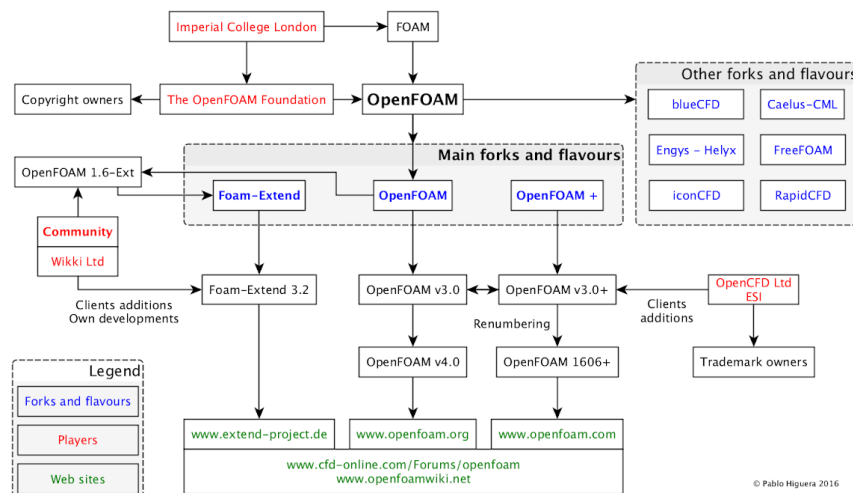 Imperial College London
FOAM
Other forks and flavours
Copyright owners
The OpenFOAM Foundation
OpenFOAM
blueCFD
Caelus-CML
Engys - Helyx
FreeFOAM
iconCFD
RapidCFD
Main forks and flavours
OpenFOAM 1.6-Ext
Foam-Extend
OpenFOAM
OpenFOAM +
Community
Wikki Ltd
Clients additions
Own developments
Foam-Extend 3.2
OpenFOAM v3.0
OpenFOAM v3.0+
Clients
additions
OpenCFD Ltd
ESI
Renumbering
OpenFOAM v4.0
OpenFOAM 1606+
Trademark owners
Legend
Forks and flavours
Players
Web sites
www.extend-project.de
www.openfoam.org
www.openfoam.com
www.cfd-online.com/Forums/openfoam
www.openfoamwiki.net
© Pablo Higuera 2016